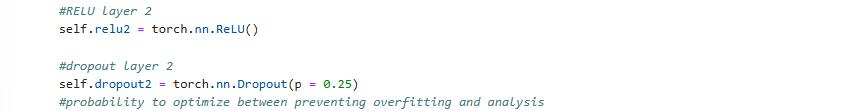 #RELU layer 2
self.relu2 = torch.nn.ReLU()
#dropout layer 2
self.dropout2 = torch.nn.Dropout(p = 0.25)
#probability to optimize between preventing overfitting and analysis